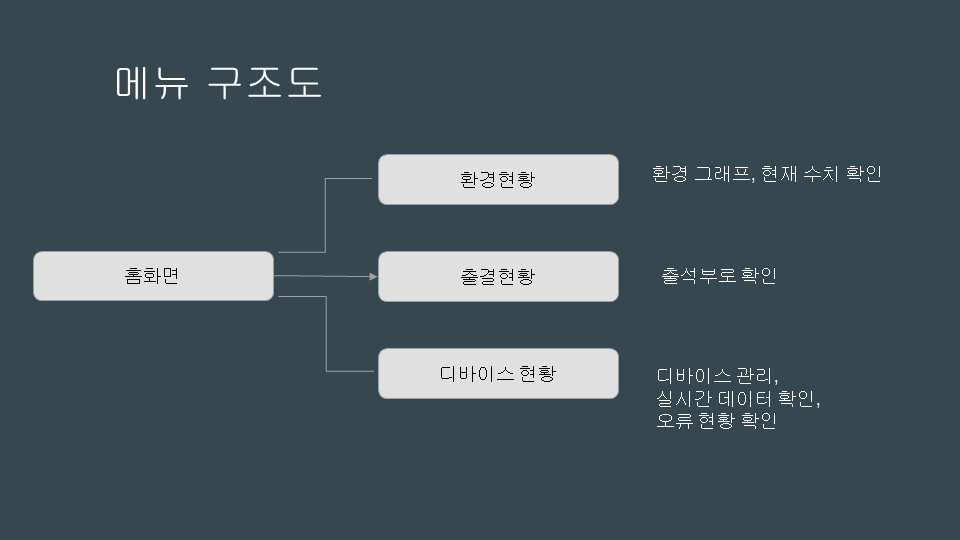 메뉴 구조도
환경현황
환경 그래프, 현재 수치 확인
홈화면
출결현황
출석부로 확인
디바이스 현황
디바이스 관리,
실시간 데이터 확인,
오류 현황 확인